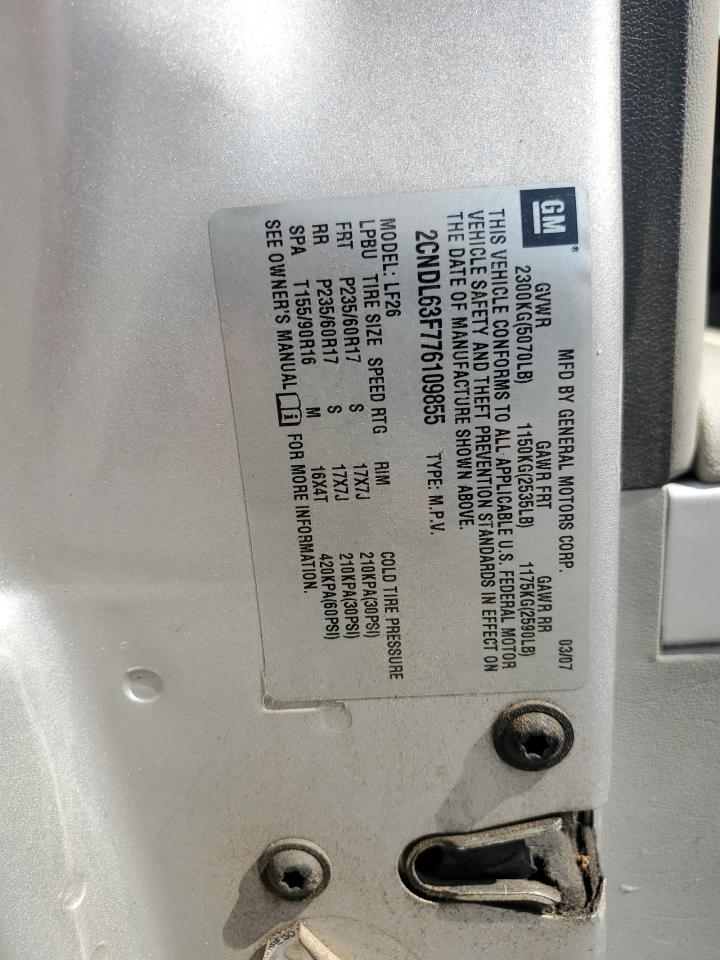 GM®
MFD BY GENERAL MOTORS CORP. 03/07
GVWR GAWR FRT GAWR RR
2300KG(5070LB) 1150KG(2535LB) 1175KG(2590LB)
THIS VEHICLE CONFORMS TO ALL APPLICABLE U.S. FEDERAL MOTOR
VEHICLE SAFETY AND THEFT PREVENTION STANDARDS IN EFFECT ON
THE DATE OF MANUFACTURE SHOWN ABOVE.
2CNDL63F776109855 TYPE: M.P.V.
MODEL: LF26
LPBU TIRE SIZE SPEED RTG RIM COLD TIRE PRESSURE
FRT P235/60R17 S 17X7J 210KPA(30PSI)
RR P235/60R17 S 17X7J 210KPA(30PSI)
SPA T155/90R16 M 16X4T 420KPA(60PSI)
SEE OWNER'S MANUAL FOR MORE INFORMATION.